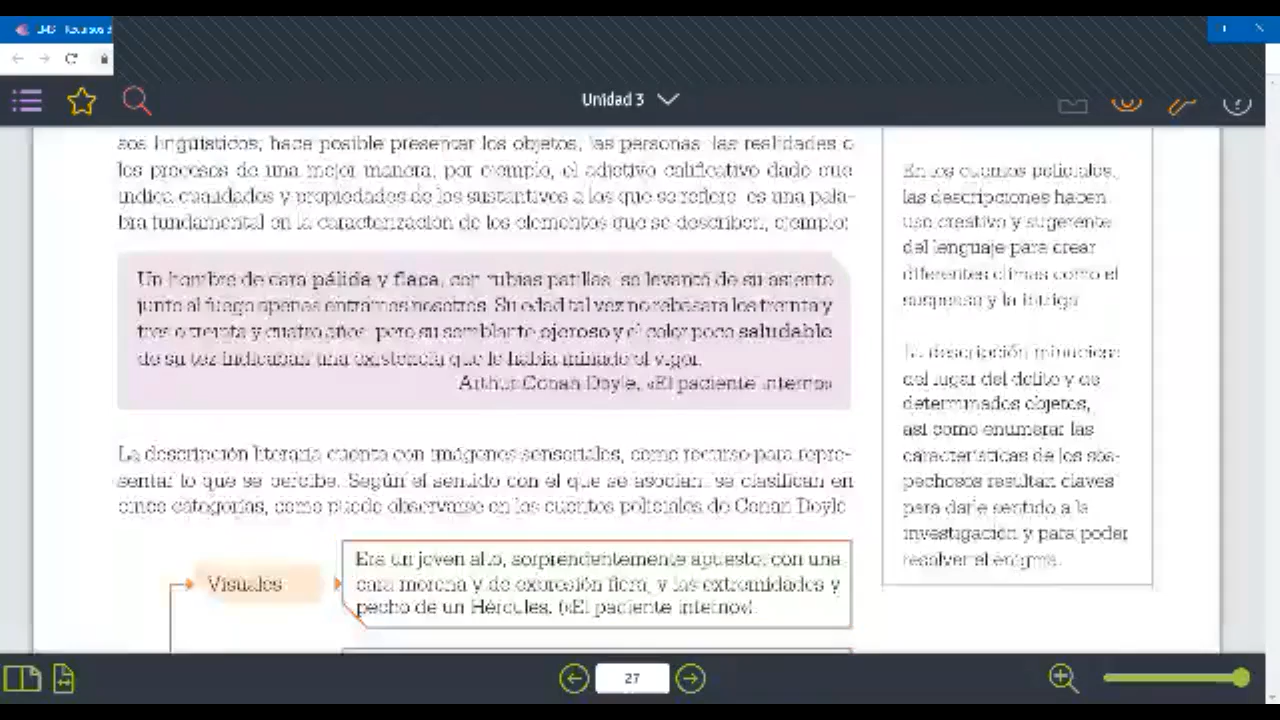 Recursos
Unidad 3
sos lingüísticos, hace posible presentar los objetos, las personas, las realidades o
los procesos de una mejor manera, por ejemplo, el adjetivo calificativo dado que
indica cualidades y propiedades de los sustantivos a los que se refiere, es una pala-
bra fundamental en la caracterización de los elementos que se describen, ejemplo:
Un hombre de cara pálida y flaca, con rubias patillas, se levantó de su asiento
junto al fuego apenas entramos nosotros. Su edad tal vez no rebasara los treinta y
tres o treinta y cuatro años, pero su semblante ojeroso y el color poco saludable
de su tez indicaban una existencia que le había minado el vigor.
Arthur Conan Doyle, «El paciente interno»
La descripción literaria cuenta con imágenes sensoriales, como recurso para repre-
sentar lo que se percibe. Según el sentido con el que se asocian, se clasifican en
cinco categorías, como puede observarse en los cuentos policiales de Conan Doyle
Visuales
Era un joven alto, sorprendentemente apuesto, con una
cara morena y de expresión fiera, y las extremidades y
pecho de un Hércules. («El paciente interno»).
En los cuentos policiales,
las descripciones hacen
uso creativo y sugerente
del lenguaje para crear
diferentes climas como el
suspenso y la intriga
La descripción minuciosa
del lugar del delito y de
determinados objetos,
así como enumerar las
características de los sos-
pechosos resultan claves
para darle sentido a la
investigación y para poder
resolver el enigma.
27